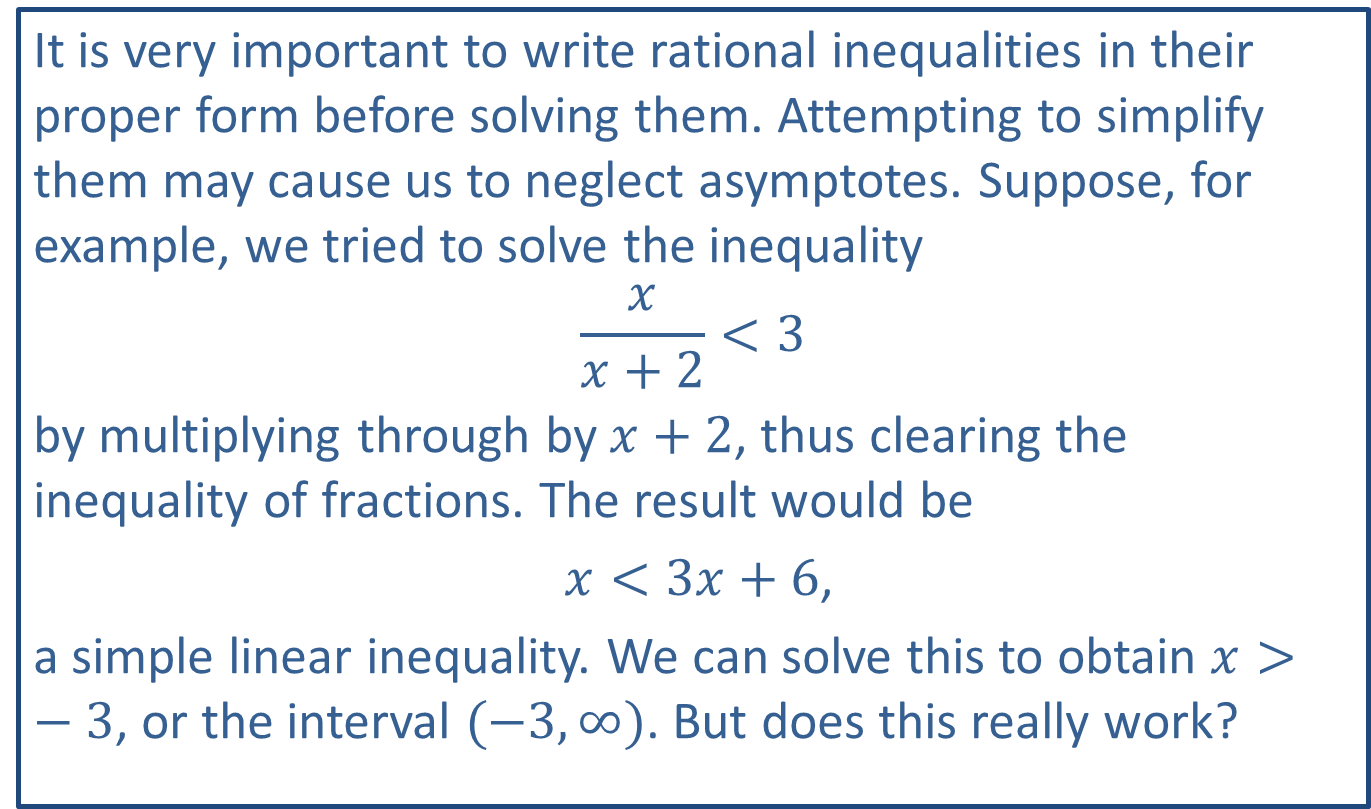 It is very important to write rational inequalities in their
proper form before solving them. Attempting to simplify
them may cause us to neglect asymptotes. Suppose, for
example, we tried to solve the inequality
x
/
x + 2 < 3
by multiplying through by x + 2, thus clearing the
inequality of fractions. The result would be
x < 3x + 6,
a simple linear inequality. We can solve this to obtain x >
− 3, or the interval (−3, ∞). But does this really work?